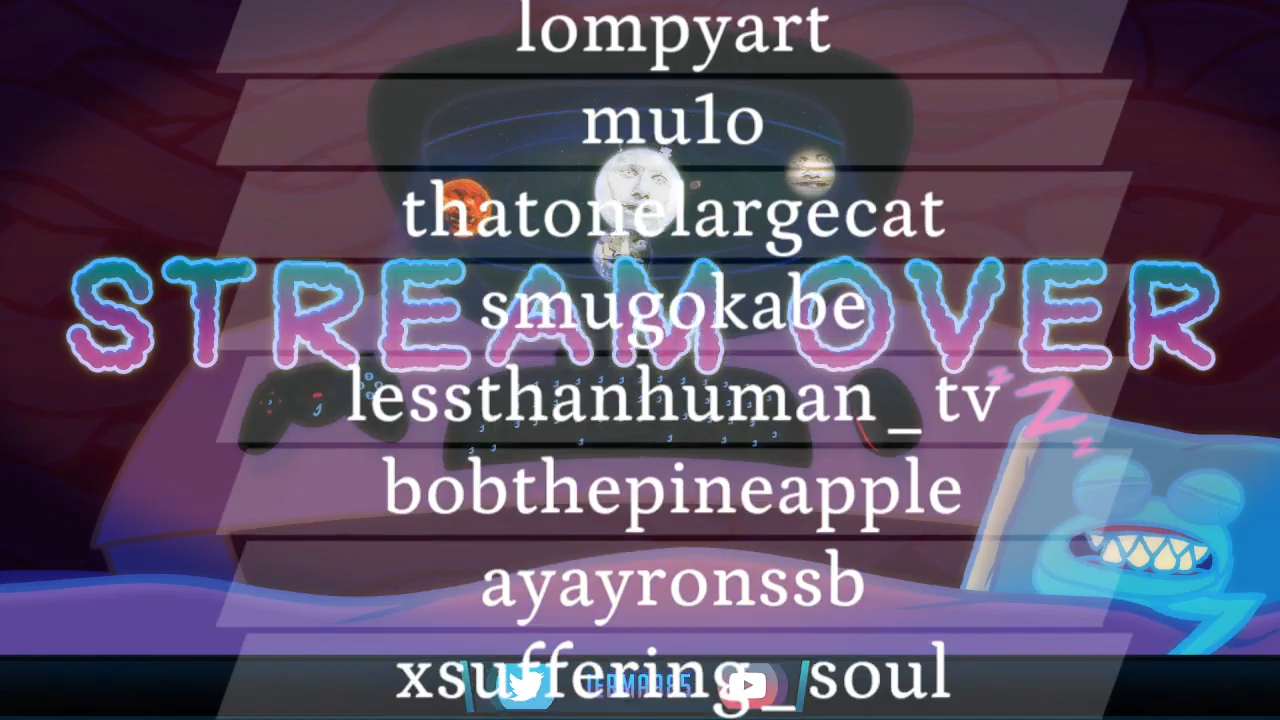 lompyart
mu1o
thatonelargecat
STREAM OVER
smugokabe
lessthanhuman_tv
z Z z
bobthepineapple
ayayronssb
xsuffering_soul